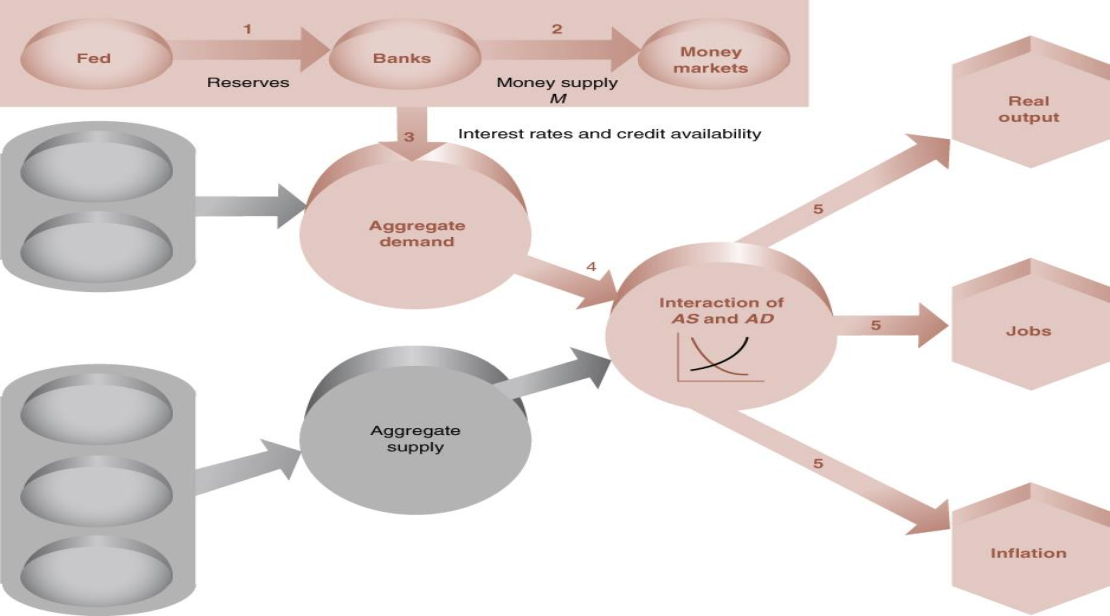 1
2
Fed
Banks
Money
markets
Reserves
Money supply
M
3
Interest rates and credit availability
Real
output
Aggregate
demand
5
4
Interaction of
AS and AD
5
Jobs
Aggregate
supply
5
Inflation